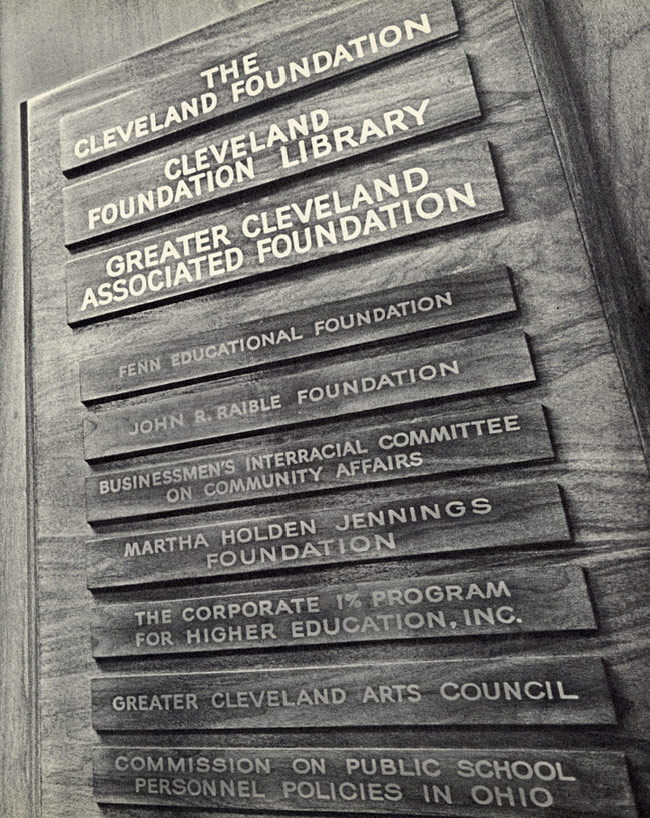 THE
CLEVELAND FOUNDATION
CLEVELAND
FOUNDATION LIBRARY
GREATER CLEVELAND
ASSOCIATED FOUNDATION
FENN EDUCATIONAL FOUNDATION
JOHN R. RAIBLE FOUNDATION
BUSINESSMEN'S INTERRACIAL COMMITTEE
ON COMMUNITY AFFAIRS
MARTHA HOLDEN JENNINGS
FOUNDATION
THE CORPORATE 1% PROGRAM
FOR HIGHER EDUCATION, INC.
GREATER CLEVELAND ARTS COUNCIL
COMMISSION ON PUBLIC SCHOOL
PERSONNEL POLICIES IN OHIO